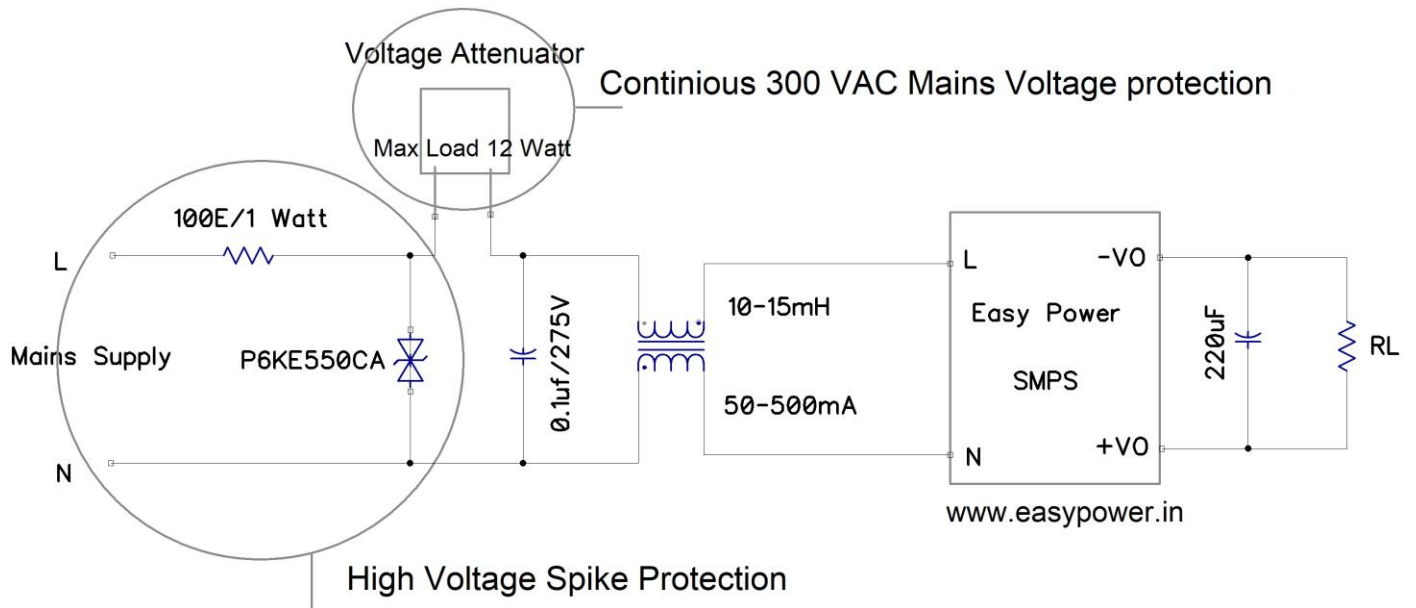 Voltage Attenuator
Continious 300 VAC Mains Voltage protection
Max Load 12 Watt
100E/1 Watt
L
Mains Supply
N
P6KE550CA
0.1uf/275V
10-15mH
50-500mA
L
-VO
Easy Power
SMPS
N
+VO
220uF
RL
www.easypower.in
High Voltage Spike Protection